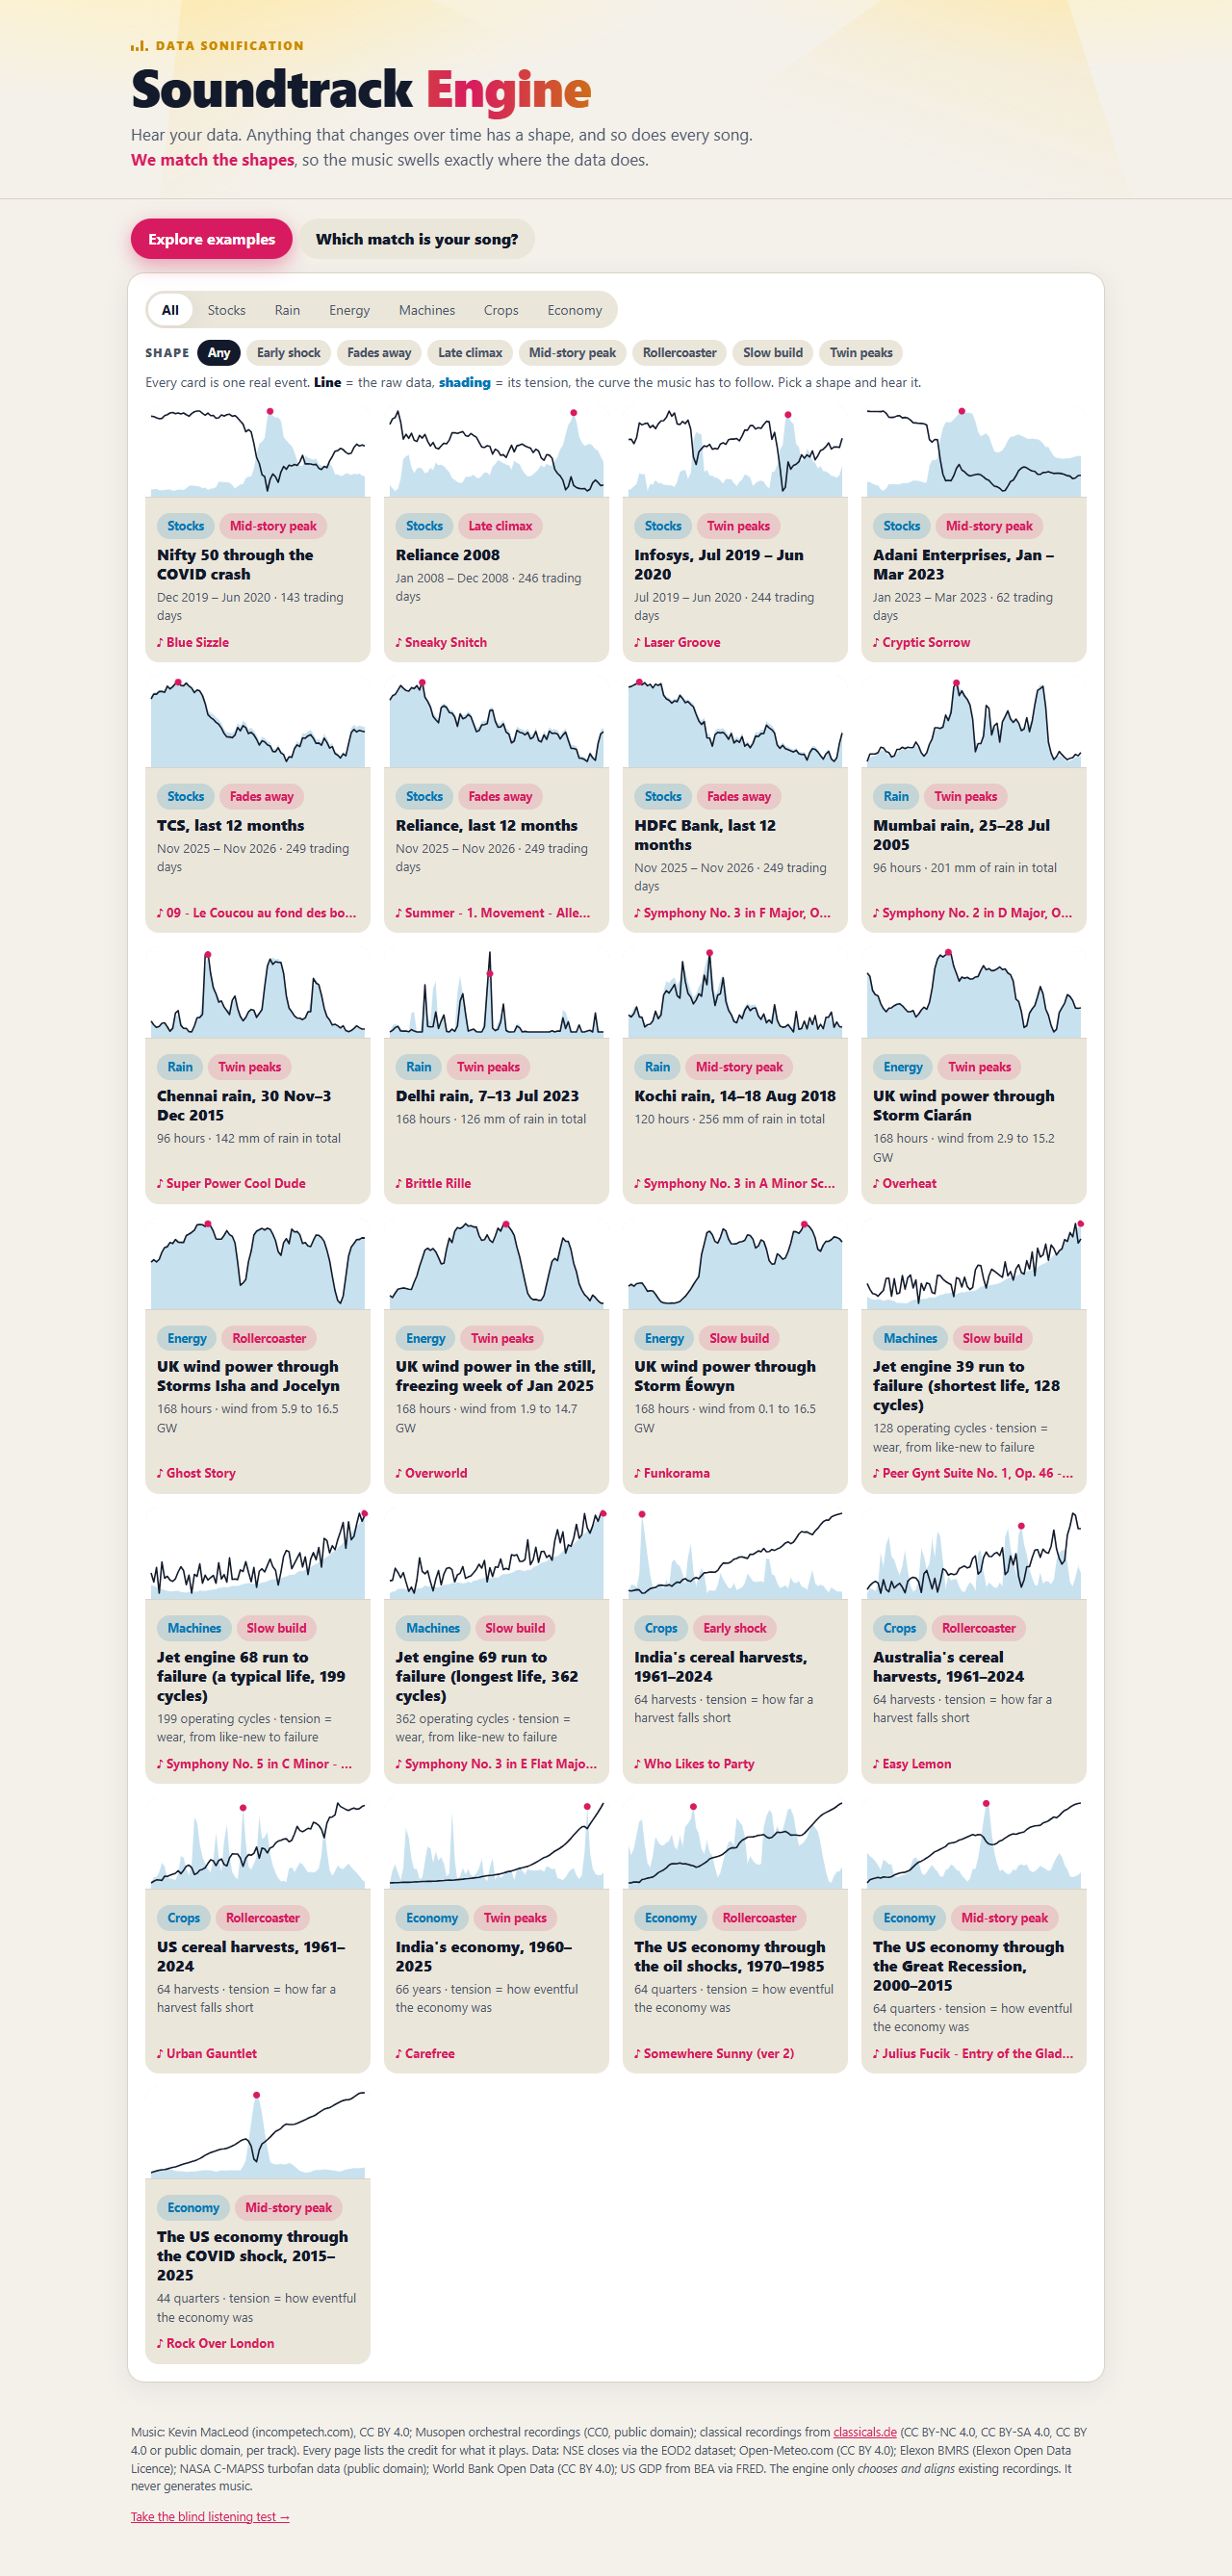 DATA SONIFICATION
Soundtrack Engine
Hear your data. Anything that changes over time has a shape, and so does every song.
We match the shapes, so the music swells exactly where the data does.
Explore examples
Which match is your song?
All
Stocks
Rain
Energy
Machines
Crops
Economy
SHAPE
Any
Early shock
Fades away
Late climax
Mid-story peak
Rollercoaster
Slow build
Twin peaks
Every card is one real event. Line = the raw data, shading = its tension, the curve the music has to follow. Pick a shape and hear it.
Stocks
Mid-story peak
Nifty 50 through the
COVID crash
Dec 2019 – Jun 2020 · 143 trading
days
♪ Blue Sizzle
Stocks
Late climax
Reliance 2008
Jan 2008 – Dec 2008 · 246 trading
days
♪ Sneaky Snitch
Stocks
Twin peaks
Infosys, Jul 2019 – Jun
2020
Jul 2019 – Jun 2020 · 244 trading
days
♪ Laser Groove
Stocks
Mid-story peak
Adani Enterprises, Jan –
Mar 2023
Jan 2023 – Mar 2023 · 62 trading
days
♪ Cryptic Sorrow
Stocks
Fades away
TCS, last 12 months
Nov 2025 – Nov 2026 · 249 trading
days
♪ 09 - Le Coucou au fond des bo...
Stocks
Fades away
Reliance, last 12 months
Nov 2025 – Nov 2026 · 249 trading
days
♪ Summer - 1. Movement - Alle...
Stocks
Fades away
HDFC Bank, last 12
months
Nov 2025 – Nov 2026 · 249 trading
days
♪ Symphony No. 3 in F Major, O...
Rain
Twin peaks
Mumbai rain, 25–28 Jul
2005
96 hours · 201 mm of rain in total
♪ Symphony No. 2 in D Major, O...
Rain
Twin peaks
Chennai rain, 30 Nov–3
Dec 2015
96 hours · 142 mm of rain in total
♪ Super Power Cool Dude
Rain
Twin peaks
Delhi rain, 7–13 Jul 2023
168 hours · 126 mm of rain in total
♪ Brittle Rille
Rain
Mid-story peak
Kochi rain, 14–18 Aug 2018
120 hours · 256 mm of rain in total
♪ Symphony No. 3 in A Minor Sc...
Energy
Twin peaks
UK wind power through
Storm Ciarán
168 hours · wind from 2.9 to 15.2
GW
♪ Overheat
Energy
Rollercoaster
UK wind power through
Storms Isha and Jocelyn
168 hours · wind from 5.9 to 16.5
GW
♪ Ghost Story
Energy
Twin peaks
UK wind power in the still,
freezing week of Jan 2025
168 hours · wind from 1.9 to 14.7
GW
♪ Overworld
Energy
Slow build
UK wind power through
Storm Éowyn
168 hours · wind from 0.1 to 16.5
GW
♪ Funkorama
Machines
Slow build
Jet engine 39 run to
failure (shortest life, 128
cycles)
128 operating cycles · tension =
wear, from like-new to failure
♪ Peer Gynt Suite No. 1, Op. 46 -...
Machines
Slow build
Jet engine 68 run to
failure (a typical life, 199
cycles)
199 operating cycles · tension =
wear, from like-new to failure
♪ Symphony No. 5 in C Minor - ...
Machines
Slow build
Jet engine 69 run to
failure (longest life, 362
cycles)
362 operating cycles · tension =
wear, from like-new to failure
♪ Symphony No. 3 in E Flat Majo...
Crops
Early shock
India's cereal harvests,
1961–2024
64 harvests · tension = how far a
harvest falls short
♪ Who Likes to Party
Crops
Rollercoaster
Australia's cereal
harvests, 1961–2024
64 harvests · tension = how far a
harvest falls short
♪ Easy Lemon
Crops
Rollercoaster
US cereal harvests, 1961–
2024
64 harvests · tension = how far a
harvest falls short
♪ Urban Gauntlet
Economy
Twin peaks
India's economy, 1960–
2025
66 years · tension = how eventful
the economy was
♪ Carefree
Economy
Rollercoaster
The US economy through
the oil shocks, 1970–1985
64 quarters · tension = how eventful
the economy was
♪ Somewhere Sunny (ver 2)
Economy
Mid-story peak
The US economy through
the Great Recession,
2000–2015
64 quarters · tension = how eventful
the economy was
♪ Julius Fucik - Entry of the Glad...
Economy
Mid-story peak
The US economy through
the COVID shock, 2015–
2025
44 quarters · tension = how eventful
the economy was
♪ Rock Over London
Music: Kevin MacLeod (incompetech.com), CC BY 4.0; Musopen orchestral recordings (CC0, public domain); classical recordings from classicals.de (CC BY-NC 4.0, CC BY-SA 4.0, CC BY
4.0 or public domain, per track). Every page lists the credit for what it plays. Data: NSE closes via the EOD2 dataset; Open-Meteo.com (CC BY 4.0); Elexon BMRS (Elexon Open Data
Licence); NASA C-MAPSS turbofan data (public domain); World Bank Open Data (CC BY 4.0); US GDP from BEA via FRED. The engine only chooses and aligns existing recordings. It
never generates music.
Take the blind listening test →